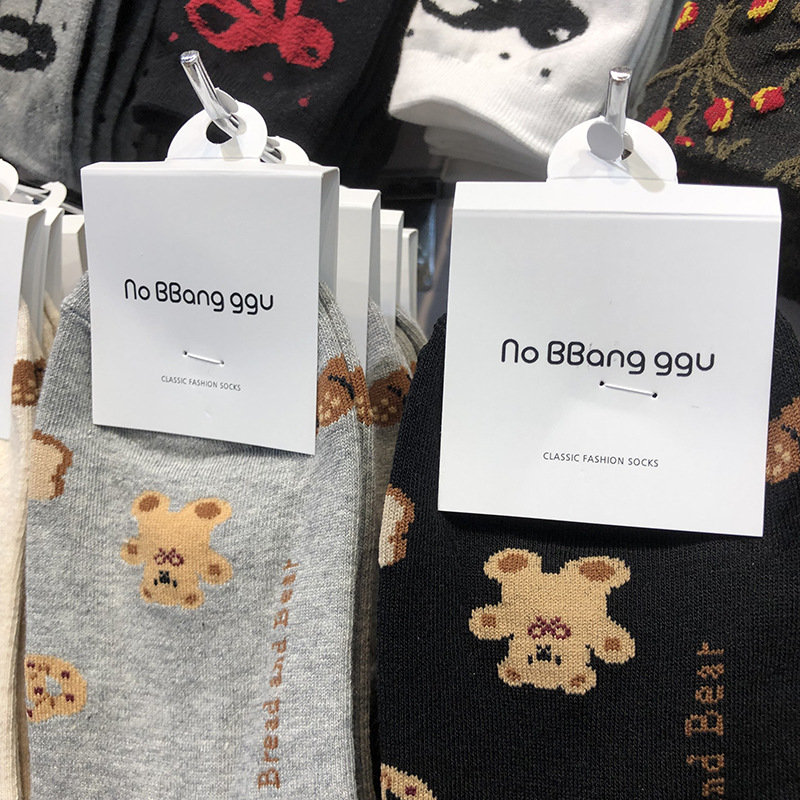 No BBang ggu
CLASSIC FASHION SOCKS
Bread and Bear
No BBang ggu
CLASSIC FASHION SOCKS
nd Bear